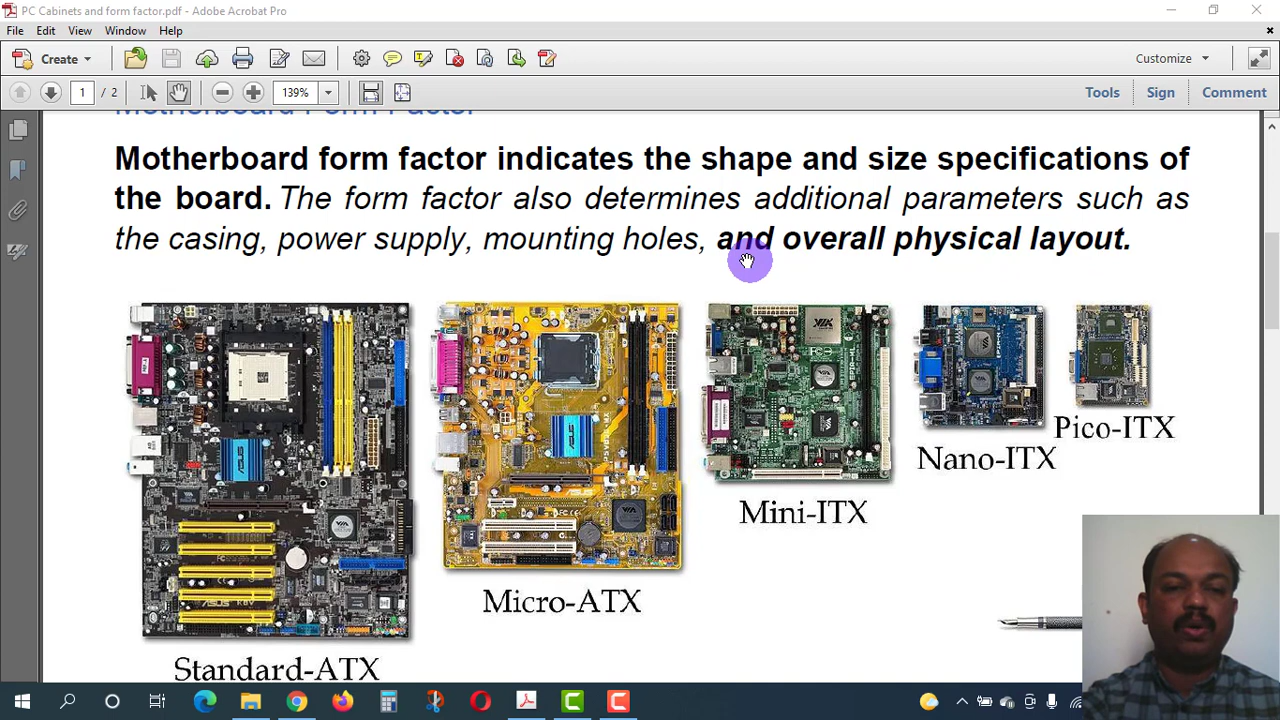 PC Cabinets and form factor.pdf - Adobe Acrobat Pro
File Edit View Window Help
Create
Customize
1 / 2
139%
Tools Sign Comment
Motherboard Form Factor
Motherboard form factor indicates the shape and size specifications of
the board. The form factor also determines additional parameters such as
the casing, power supply, mounting holes, and overall physical layout.
Pico-ITX
Nano-ITX
Mini-ITX
Micro-ATX
Standard-ATX